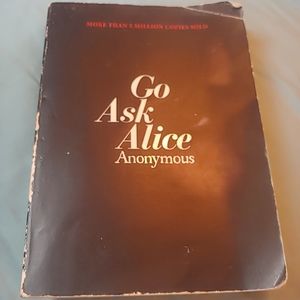 MORE THAN 5 MILLION COPIES SOLD
Go
Ask
Alice
Anonymous